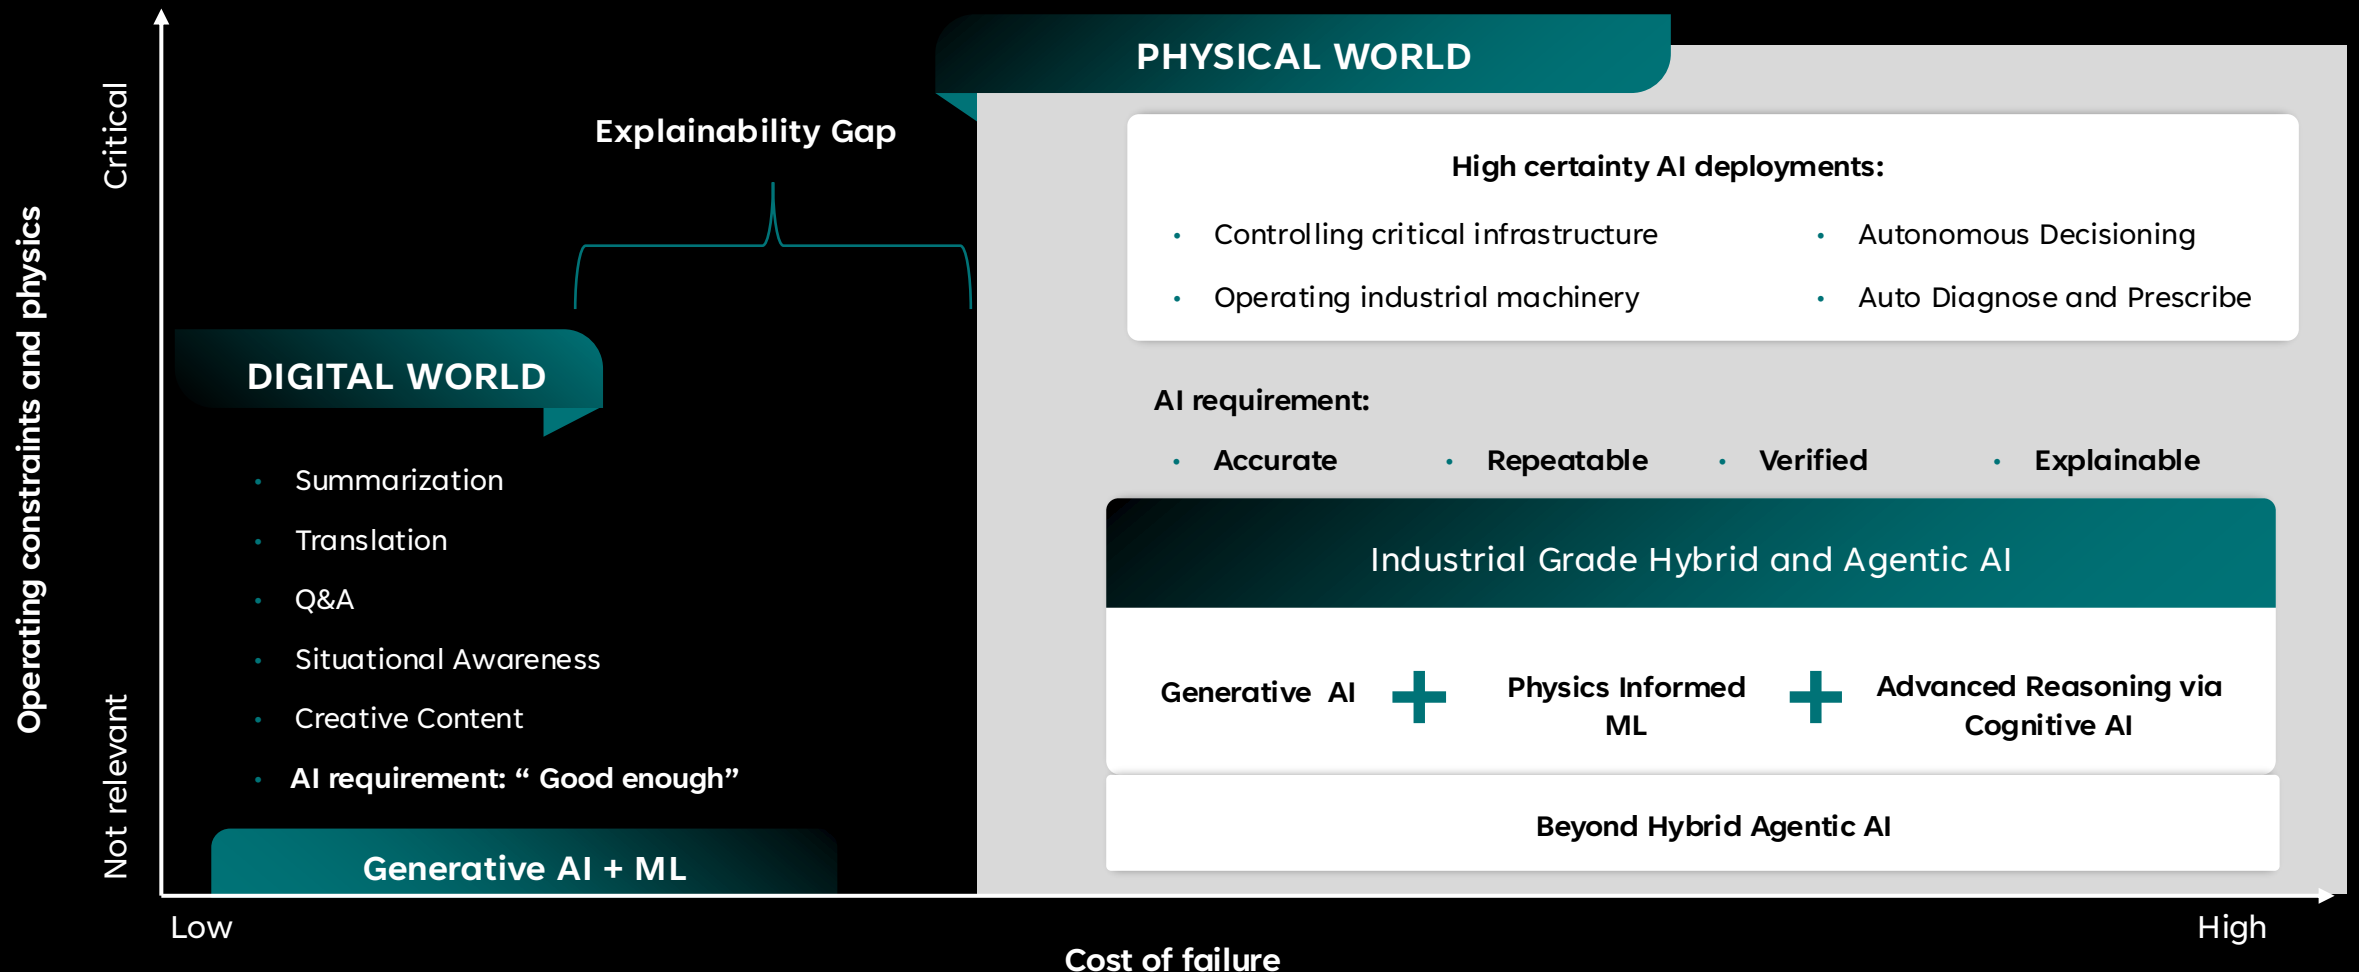 PHYSICAL WORLD
Explainability Gap
High certainty AI deployments:
Controlling critical infrastructure
Autonomous Decisioning
Operating industrial machinery
Auto Diagnose and Prescribe
DIGITAL WORLD
Summarization
Translation
Q&A
Situational Awareness
Creative Content
AI requirement: “ Good enough”
Generative AI + ML
AI requirement:
Accurate
Repeatable
Verified
Explainable
Industrial Grade Hybrid and Agentic AI
Generative AI
Physics Informed
ML
Advanced Reasoning via
Cognitive AI
Beyond Hybrid Agentic AI
Critical
Operating constraints and physics
Not relevant
Low
High
Cost of failure